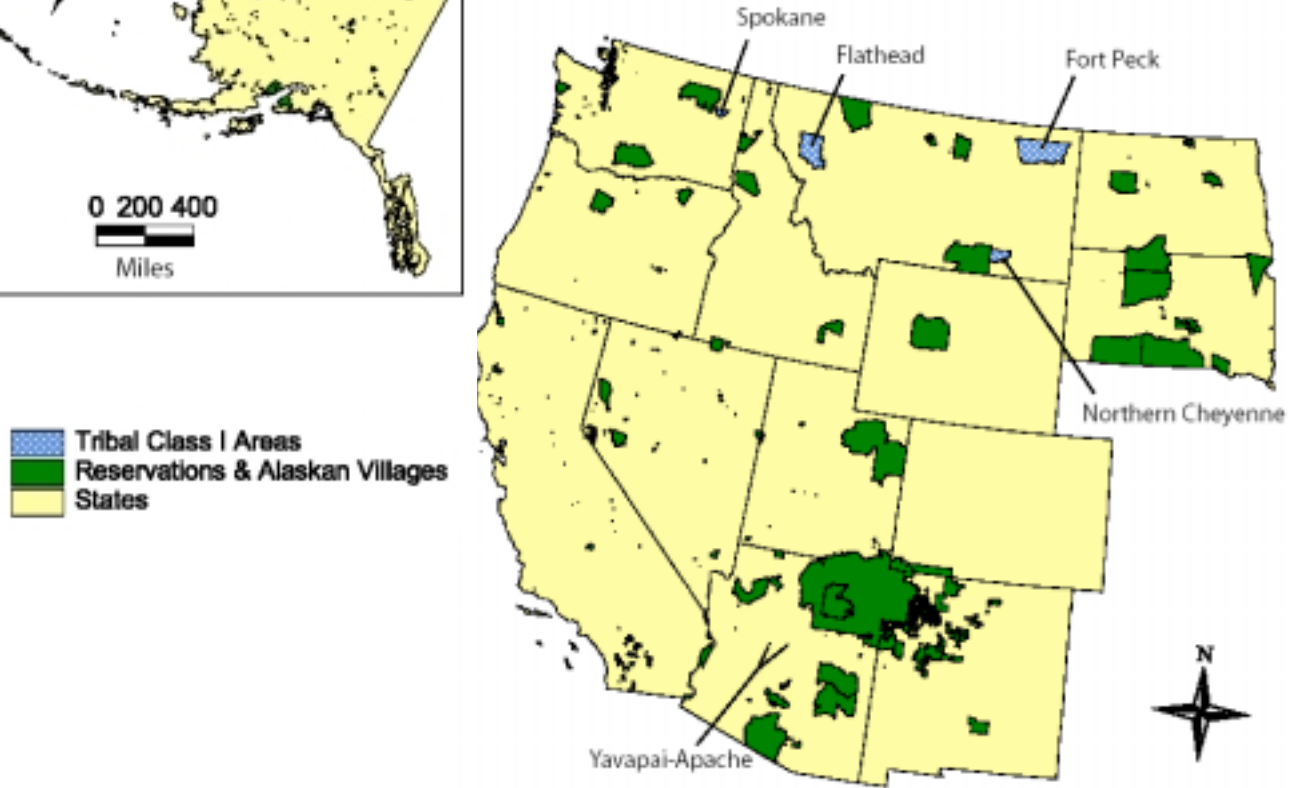 Spokane
Flathead
Fort Peck
0 200 400
Miles
Northern Cheyenne
Tribal Class I Areas
Reservations & Alaskan Villages
States
N
Yavapai-Apache